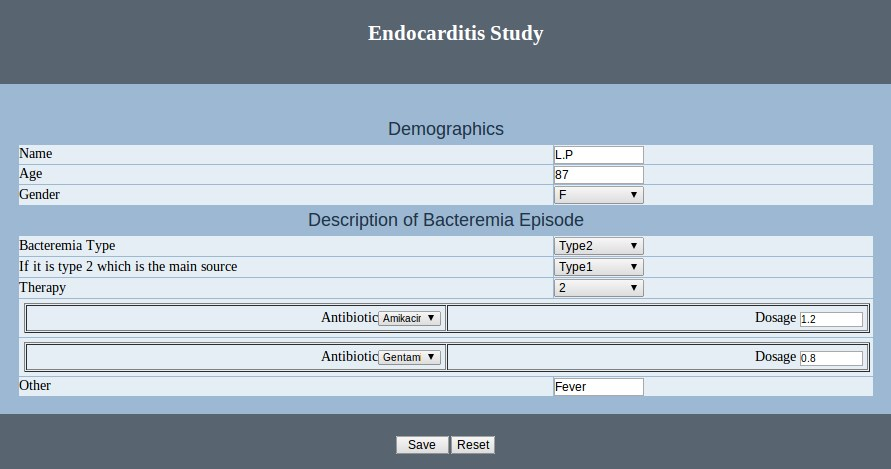 Endocarditis Study
Demographics
Name L.P
Age 87
Gender F
Description of Bacteremia Episode
Bacteremia Type Type2
If it is type 2 which is the main source Type1
Therapy 2
Antibiotic Amikacin Dosage 1.2
Antibiotic Gentam Dosage 0.8
Other Fever
Save Reset